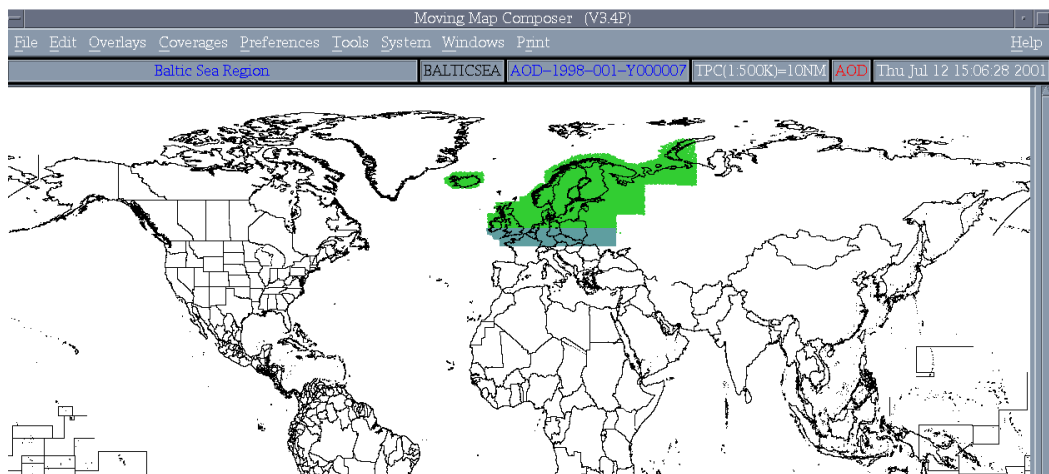 Moving Map Composer (V3.4P)
File Edit Overlays Coverages Preferences Tools System Windows Print Help
Baltic Sea Region BALTICSEA AOD-1998-001-Y000007 TPC(1:500K)=10NM AOD Thu Jul 12 15:06:28 2001